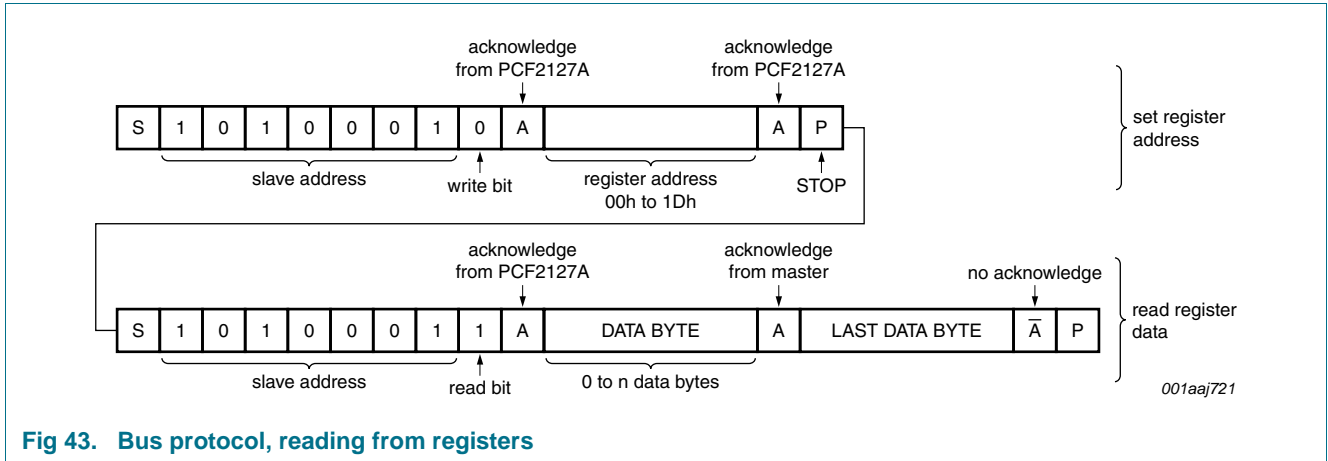 acknowledge
from PCF2127A
acknowledge
from PCF2127A
S 1 0 1 0 0 0 1 0 A A P
set register
address
slave address
write bit
register address
00h to 1Dh
STOP
acknowledge
from PCF2127A
acknowledge
from master
no acknowledge
S 1 0 1 0 0 0 1 1 A DATA BYTE A LAST DATA BYTE A̅ P
read register
data
slave address
read bit
0 to n data bytes
001aaj721
Fig 43. Bus protocol, reading from registers